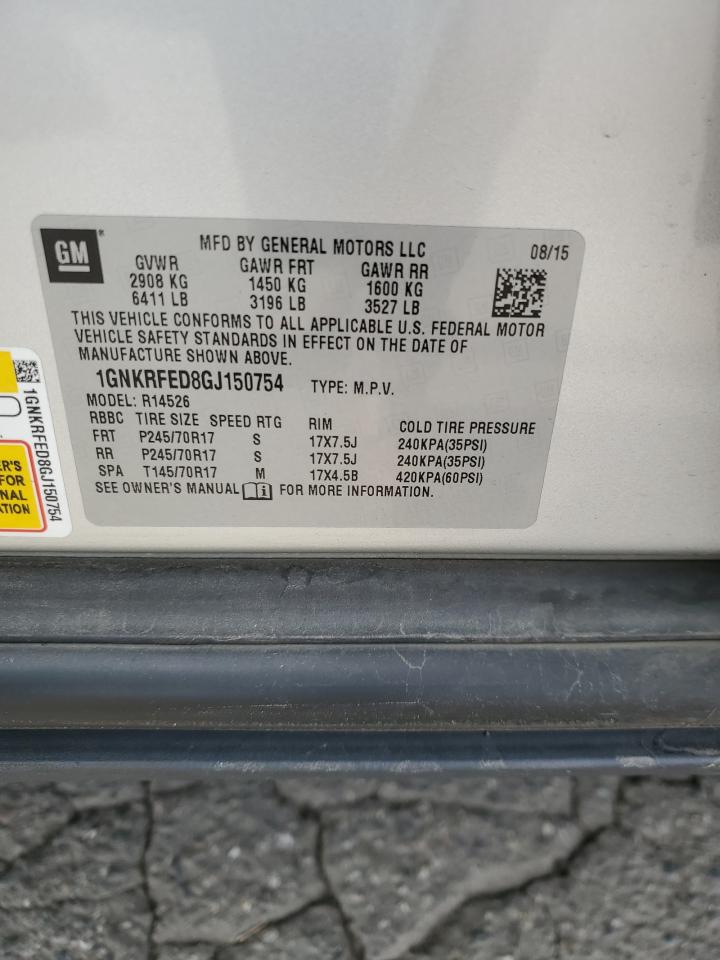 GM
MFD BY GENERAL MOTORS LLC 08/15
GVWR GAWR FRT GAWR RR
2908 KG 1450 KG 1600 KG
6411 LB 3196 LB 3527 LB
THIS VEHICLE CONFORMS TO ALL APPLICABLE U.S. FEDERAL MOTOR
VEHICLE SAFETY STANDARDS IN EFFECT ON THE DATE OF
MANUFACTURE SHOWN ABOVE.
1GNKRFED8GJ150754 TYPE: M.P.V.
MODEL: R14526
RBBC TIRE SIZE SPEED RTG RIM COLD TIRE PRESSURE
FRT P245/70R17 S 17X7.5J 240KPA(35PSI)
RR P245/70R17 S 17X7.5J 240KPA(35PSI)
SPA T145/70R17 M 17X4.5B 420KPA(60PSI)
SEE OWNER'S MANUAL FOR MORE INFORMATION.
1GNKRFED8GJ150754
ER'S
FOR
NAL
ATION